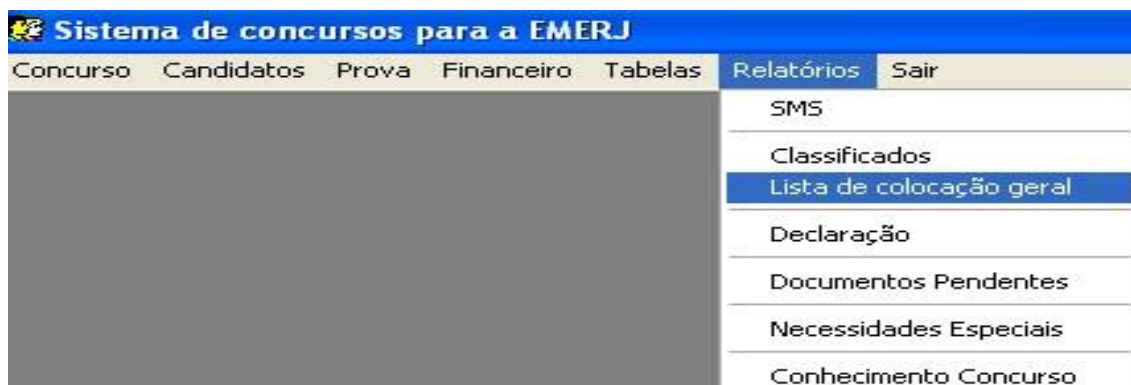 Sistema de concursos para a EMERJ
Concurso Candidatos Prova Financeiro Tabelas Relatórios Sair
SMS
Classificados
Lista de colocação geral
Declaração
Documentos Pendentes
Necessidades Especiais
Conhecimento Concurso